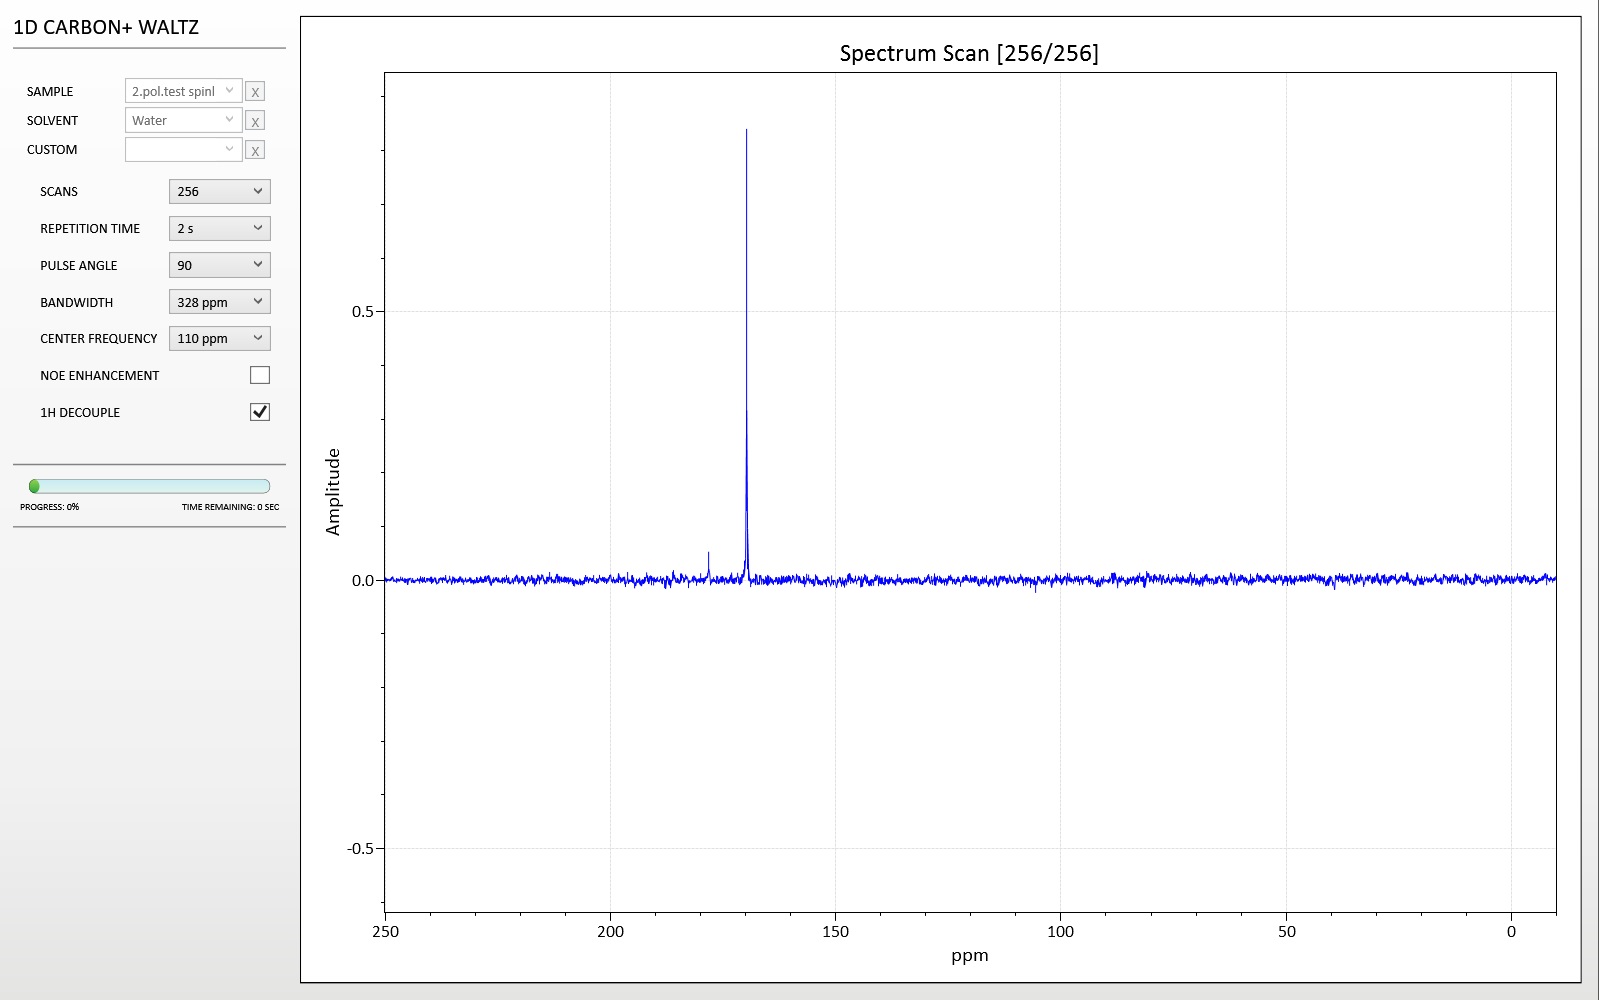 1D CARBON+ WALTZ
SAMPLE 2.pol.test spinl X
SOLVENT Water X
CUSTOM X
SCANS 256
REPETITION TIME 2 s
PULSE ANGLE 90
BANDWIDTH 328 ppm
CENTER FREQUENCY 110 ppm
NOE ENHANCEMENT
1H DECOUPLE
PROGRESS: 0% TIME REMAINING: 0 SEC
Spectrum Scan [256/256]
Amplitude
0.5
0.0
-0.5
250 200 150 100 50 0
ppm